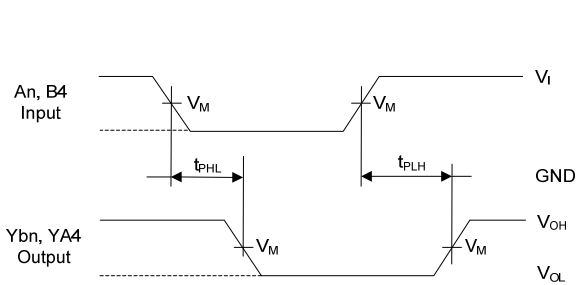 An, B4
Input
VI
VM
VM
tPHL
tPLH
GND
Ybn, YA4
Output
VOH
VM
VM
VOL